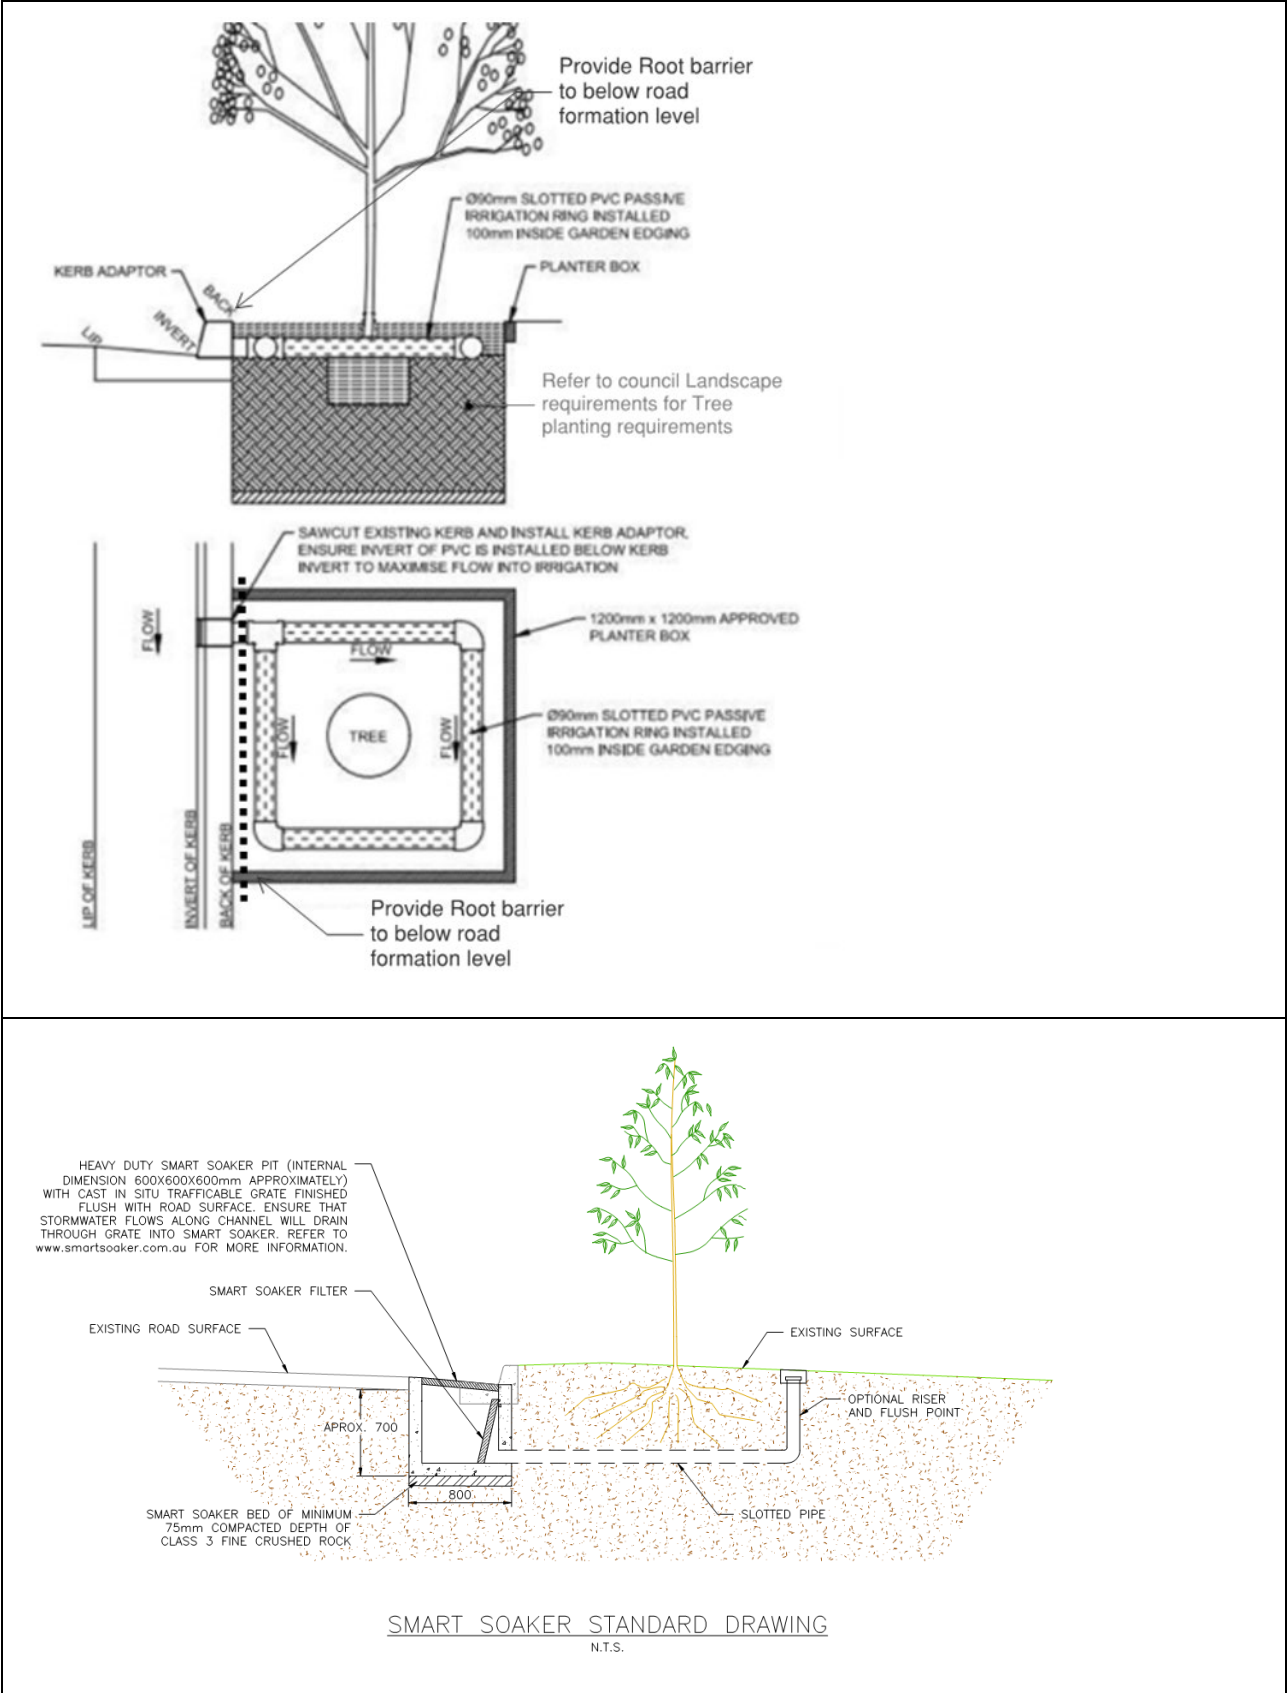 Provide Root barrier
to below road
formation level
Ø90mm SLOTTED PVC PASSIVE
IRRIGATION RING INSTALLED
100mm INSIDE GARDEN EDGING
PLANTER BOX
KERB ADAPTOR
BACK
INVERT
LIP
Refer to council Landscape
requirements for Tree
planting requirements
SAWCUT EXISTING KERB AND INSTALL KERB ADAPTOR,
ENSURE INVERT OF PVC IS INSTALLED BELOW KERB
INVERT TO MAXIMISE FLOW INTO IRRIGATION
FLOW
1200mm x 1200mm APPROVED
PLANTER BOX
FLOW
FLOW
TREE
FLOW
Ø90mm SLOTTED PVC PASSIVE
IRRIGATION RING INSTALLED
100mm INSIDE GARDEN EDGING
LIP OF KERB
INVERT OF KERB
BACK OF KERB
Provide Root barrier
to below road
formation level
HEAVY DUTY SMART SOAKER PIT (INTERNAL
DIMENSION 600X600X600mm APPROXIMATELY)
WITH CAST IN SITU TRAFFICABLE GRATE FINISHED
FLUSH WITH ROAD SURFACE. ENSURE THAT
STORMWATER FLOWS ALONG CHANNEL WILL DRAIN
THROUGH GRATE INTO SMART SOAKER. REFER TO
www.smartsoaker.com.au FOR MORE INFORMATION.
SMART SOAKER FILTER
EXISTING ROAD SURFACE
EXISTING SURFACE
OPTIONAL RISER
AND FLUSH POINT
APROX. 700
800
SMART SOAKER BED OF MINIMUM
75mm COMPACTED DEPTH OF
CLASS 3 FINE CRUSHED ROCK
SLOTTED PIPE
SMART SOAKER STANDARD DRAWING
N.T.S.